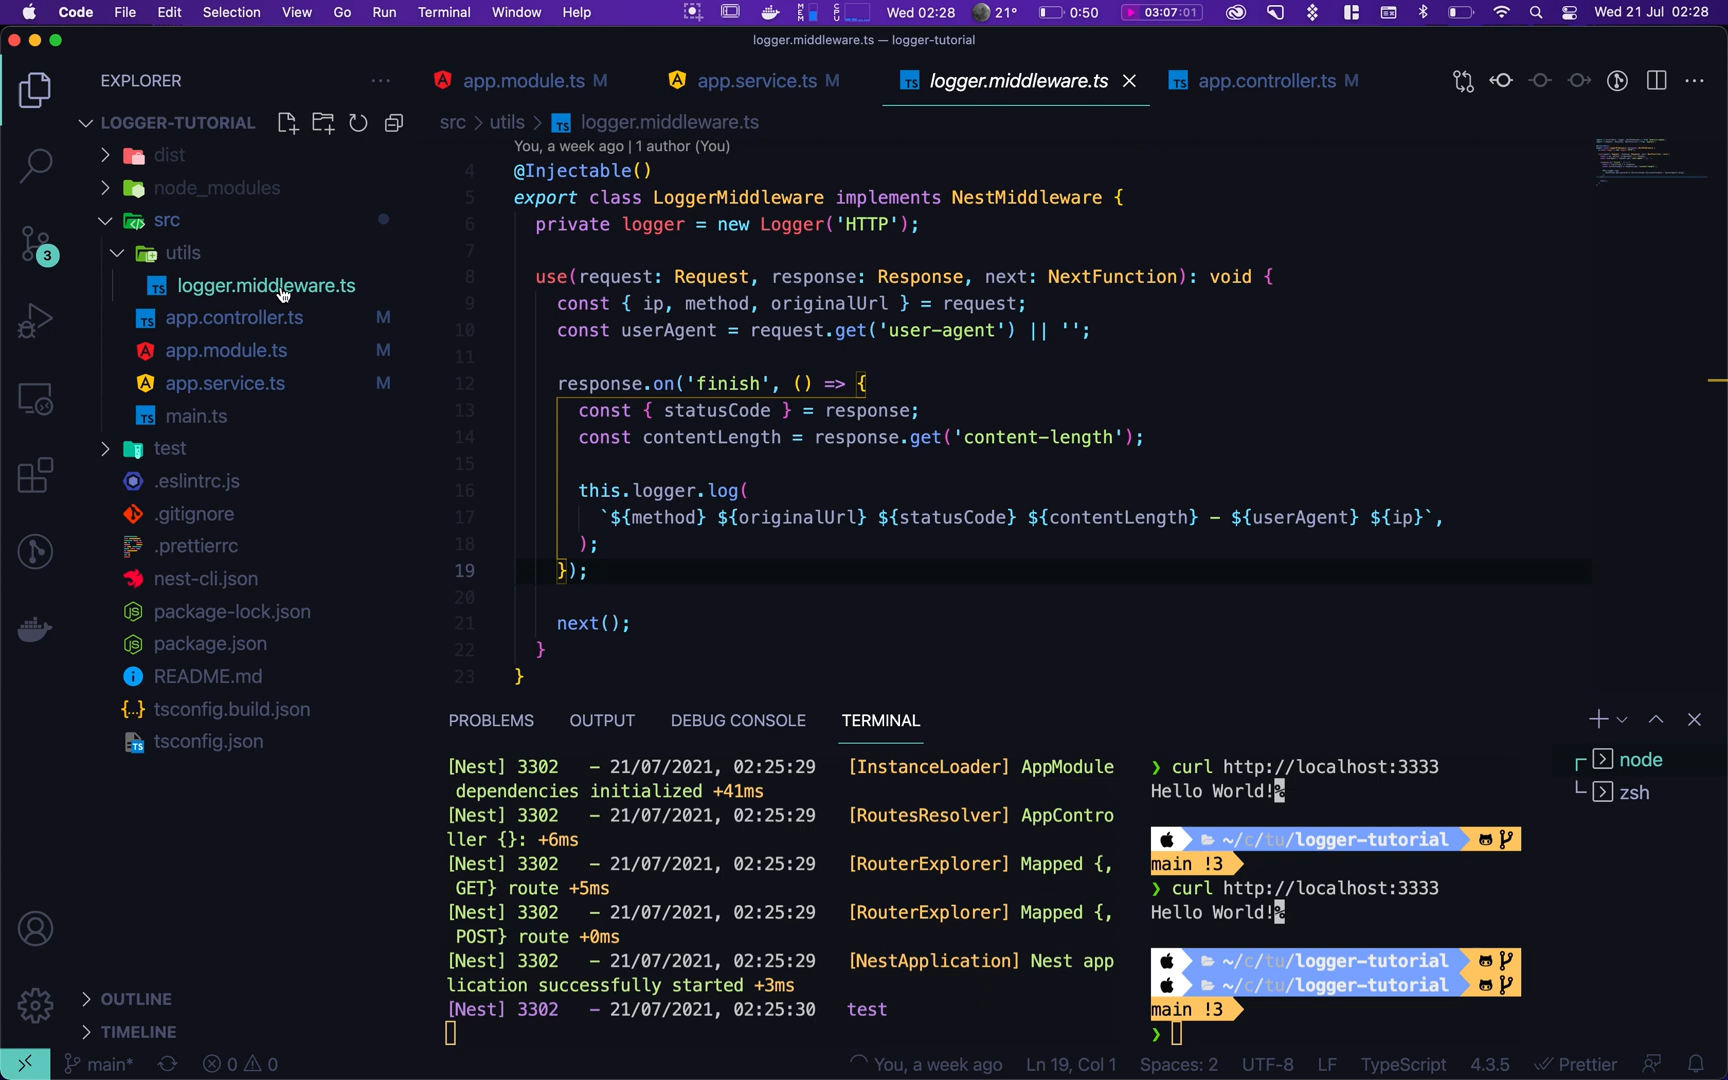 Code File Edit Selection View Go Run Terminal Window Help Wed 02:28 21° 0:50 03:07:01 Wed 21 Jul 02:28
logger.middleware.ts — logger-tutorial
EXPLORER
app.module.ts M app.service.ts M logger.middleware.ts app.controller.ts M
LOGGER-TUTORIAL
src > utils > logger.middleware.ts
dist
node_modules
src
utils
logger.middleware.ts
app.controller.ts M
app.module.ts M
app.service.ts M
main.ts
test
.eslintrc.js
.gitignore
.prettierrc
nest-cli.json
package-lock.json
package.json
README.md
tsconfig.build.json
tsconfig.json
OUTLINE
TIMELINE
3
You, a week ago | 1 author (You)
4 @Injectable()
5 export class LoggerMiddleware implements NestMiddleware {
6 private logger = new Logger('HTTP');
7
8 use(request: Request, response: Response, next: NextFunction): void {
9 const { ip, method, originalUrl } = request;
10 const userAgent = request.get('user-agent') || '';
11
12 response.on('finish', () => {
13 const { statusCode } = response;
14 const contentLength = response.get('content-length');
15
16 this.logger.log(
17 `${method} ${originalUrl} ${statusCode} ${contentLength} - ${userAgent} ${ip}`,
18 );
19 });
20
21 next();
22 }
23 }
PROBLEMS OUTPUT DEBUG CONSOLE TERMINAL
[Nest] 3302 - 21/07/2021, 02:25:29 [InstanceLoader] AppModule
dependencies initialized +41ms
[Nest] 3302 - 21/07/2021, 02:25:29 [RoutesResolver] AppContro
ller {}: +6ms
[Nest] 3302 - 21/07/2021, 02:25:29 [RouterExplorer] Mapped {,
GET} route +5ms
[Nest] 3302 - 21/07/2021, 02:25:29 [RouterExplorer] Mapped {,
POST} route +0ms
[Nest] 3302 - 21/07/2021, 02:25:29 [NestApplication] Nest app
lication successfully started +3ms
[Nest] 3302 - 21/07/2021, 02:25:30 test
❯ curl http://localhost:3333
Hello World!%
~/c/tu/logger-tutorial
main !3
❯ curl http://localhost:3333
Hello World!%
~/c/tu/logger-tutorial
~/c/tu/logger-tutorial
main !3
❯
node
zsh
main* 0 0 You, a week ago Ln 19, Col 1 Spaces: 2 UTF-8 LF TypeScript 4.3.5 Prettier